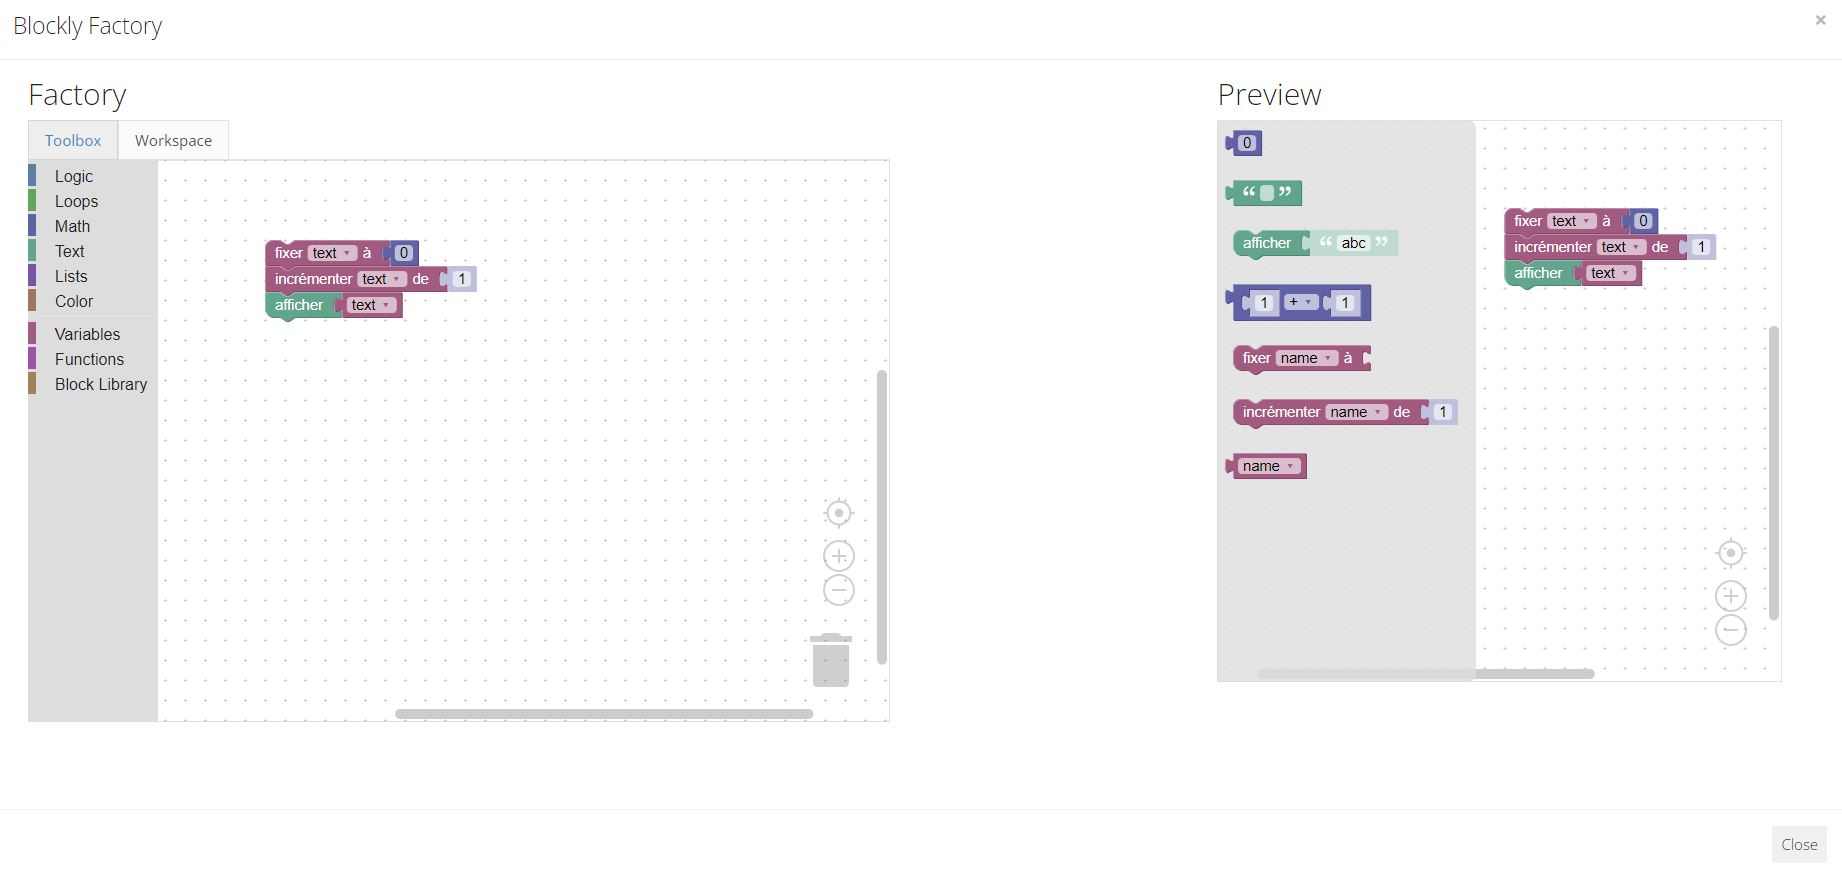 Blockly Factory
×
Factory
Toolbox
Workspace
Logic
Loops
Math
Text
Lists
Color
Variables
Functions
Block Library
fixer text à 0
incrémenter text de 1
afficher text
Preview
0
“ ”
afficher “ abc ”
1 + 1
fixer name à
incrémenter name de 1
name
fixer text à 0
incrémenter text de 1
afficher text
Close